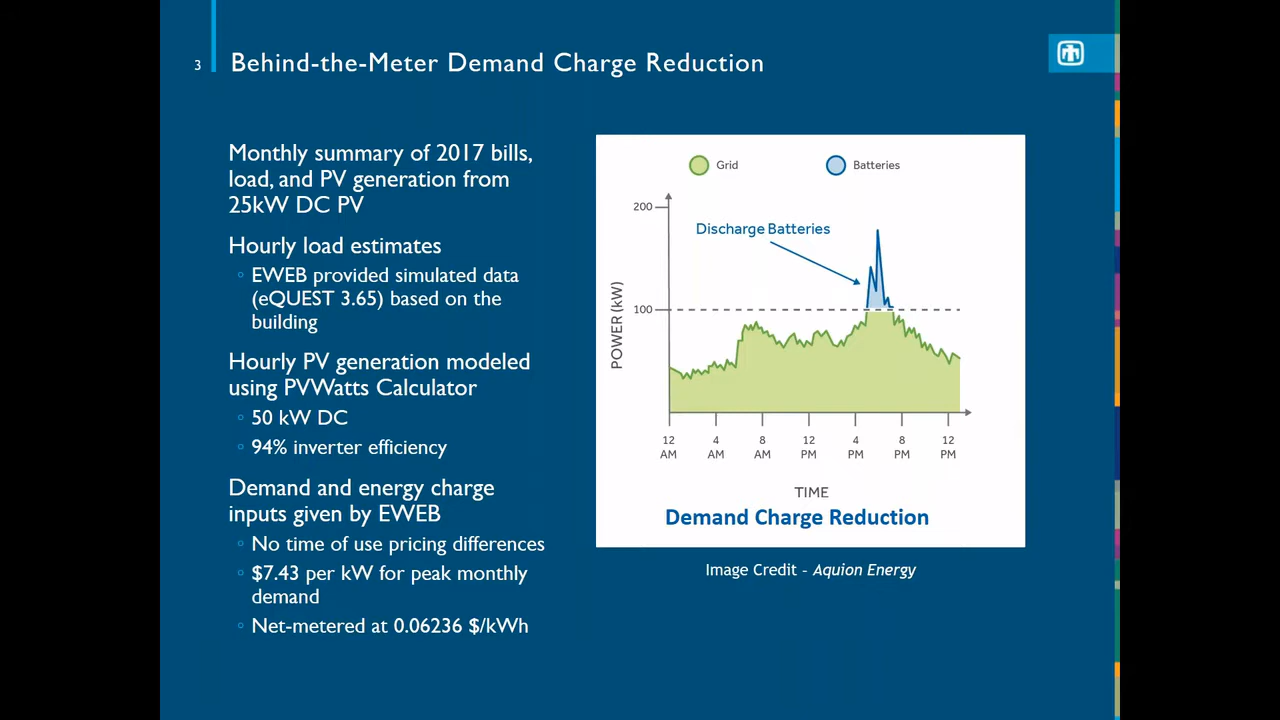 3
Behind-the-Meter Demand Charge Reduction
Monthly summary of 2017 bills,
load, and PV generation from
25kW DC PV
Hourly load estimates
◦ EWEB provided simulated data
(eQUEST 3.65) based on the
building
Hourly PV generation modeled
using PVWatts Calculator
◦ 50 kW DC
◦ 94% inverter efficiency
Demand and energy charge
inputs given by EWEB
◦ No time of use pricing differences
◦ $7.43 per kW for peak monthly
demand
◦ Net-metered at 0.06236 $/kWh
Grid Batteries
200
Discharge Batteries
100
POWER (kW)
12 4 8 12 4 8 12
AM AM AM PM PM PM PM
TIME
Demand Charge Reduction
Image Credit - Aquion Energy